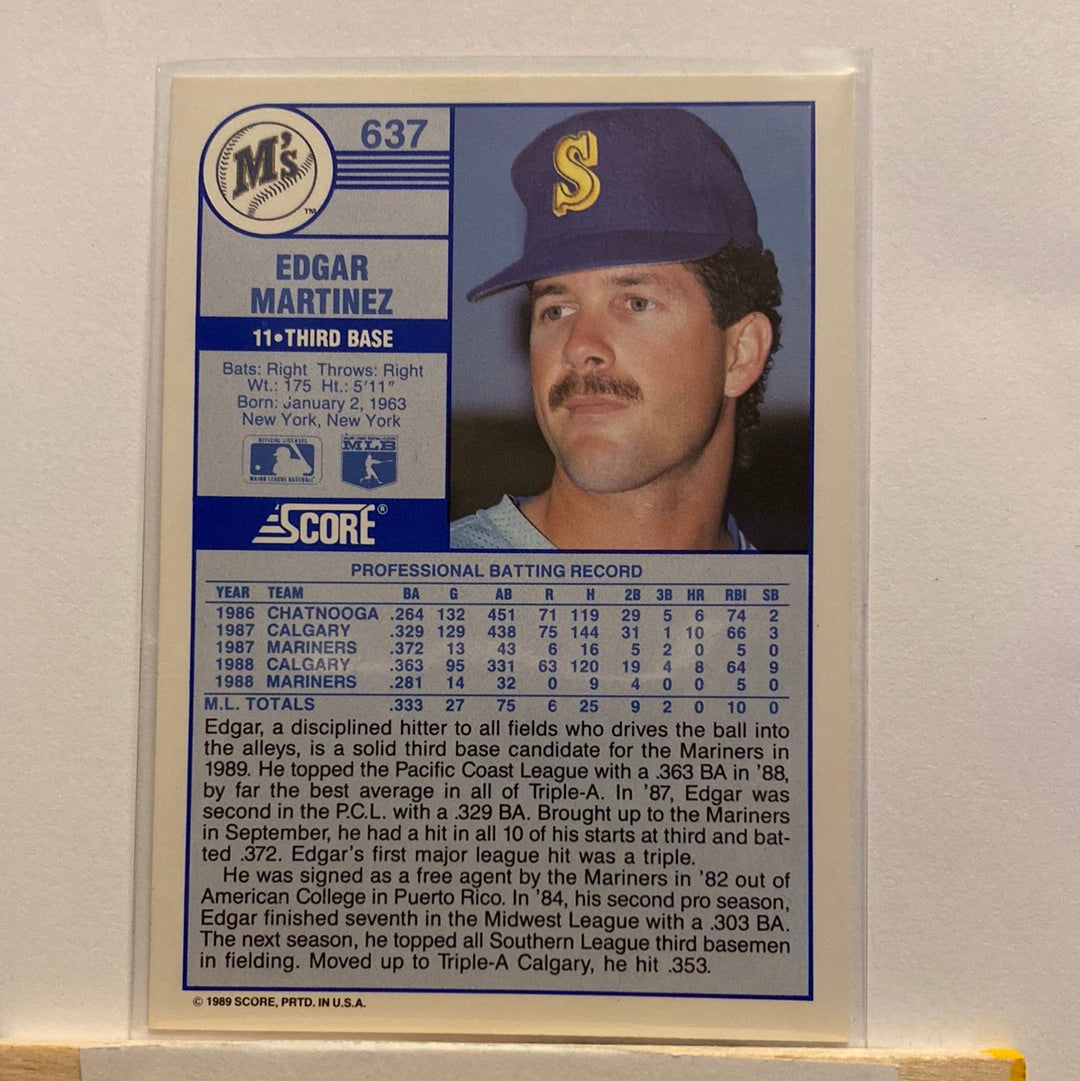 M's
TM
637
S
EDGAR
MARTINEZ
11•THIRD BASE
Bats: Right Throws: Right
Wt.: 175 Ht.: 5'11"
Born: January 2, 1963
New York, New York
OFFICIAL LICENSEE
MAJOR LEAGUE BASEBALL
MLB
SCORE®
PROFESSIONAL BATTING RECORD
YEAR TEAM BA G AB R H 2B 3B HR RBI SB
1986 CHATNOOGA .264 132 451 71 119 29 5 6 74 2
1987 CALGARY .329 129 438 75 144 31 1 10 66 3
1987 MARINERS .372 13 43 6 16 5 2 0 5 0
1988 CALGARY .363 95 331 63 120 19 4 8 64 9
1988 MARINERS .281 14 32 0 9 4 0 0 5 0
M.L. TOTALS .333 27 75 6 25 9 2 0 10 0
Edgar, a disciplined hitter to all fields who drives the ball into
the alleys, is a solid third base candidate for the Mariners in
1989. He topped the Pacific Coast League with a .363 BA in '88,
by far the best average in all of Triple-A. In '87, Edgar was
second in the P.C.L. with a .329 BA. Brought up to the Mariners
in September, he had a hit in all 10 of his starts at third and bat-
ted .372. Edgar's first major league hit was a triple.
He was signed as a free agent by the Mariners in '82 out of
American College in Puerto Rico. In '84, his second pro season,
Edgar finished seventh in the Midwest League with a .303 BA.
The next season, he topped all Southern League third basemen
in fielding. Moved up to Triple-A Calgary, he hit .353.
© 1989 SCORE, PRTD. IN U.S.A.